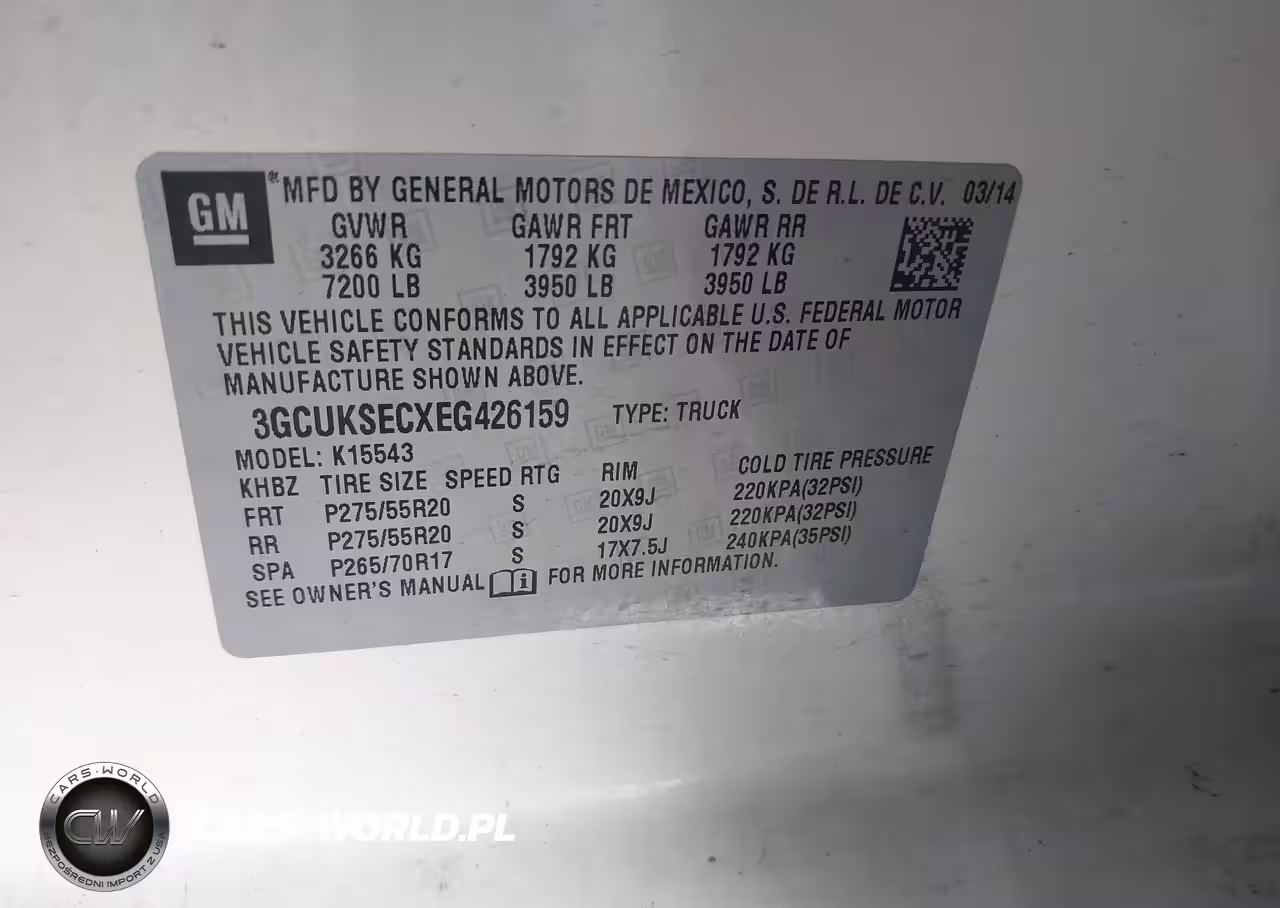 GM
MFD BY GENERAL MOTORS DE MEXICO, S. DE R.L. DE C.V. 03/14
GVWR GAWR FRT GAWR RR
3266 KG 1792 KG 1792 KG
7200 LB 3950 LB 3950 LB
THIS VEHICLE CONFORMS TO ALL APPLICABLE U.S. FEDERAL MOTOR
VEHICLE SAFETY STANDARDS IN EFFECT ON THE DATE OF
MANUFACTURE SHOWN ABOVE.
3GCUKSECXEG426159 TYPE: TRUCK
MODEL: K15543
KHBZ TIRE SIZE SPEED RTG RIM COLD TIRE PRESSURE
FRT P275/55R20 S 20X9J 220KPA(32PSI)
RR P275/55R20 S 20X9J 220KPA(32PSI)
SPA P265/70R17 S 17X7.5J 240KPA(35PSI)
SEE OWNER'S MANUAL FOR MORE INFORMATION.
CARS-WORLD
CW
BEZPOŚREDNI IMPORT Z USA
CARS-WORLD.PL